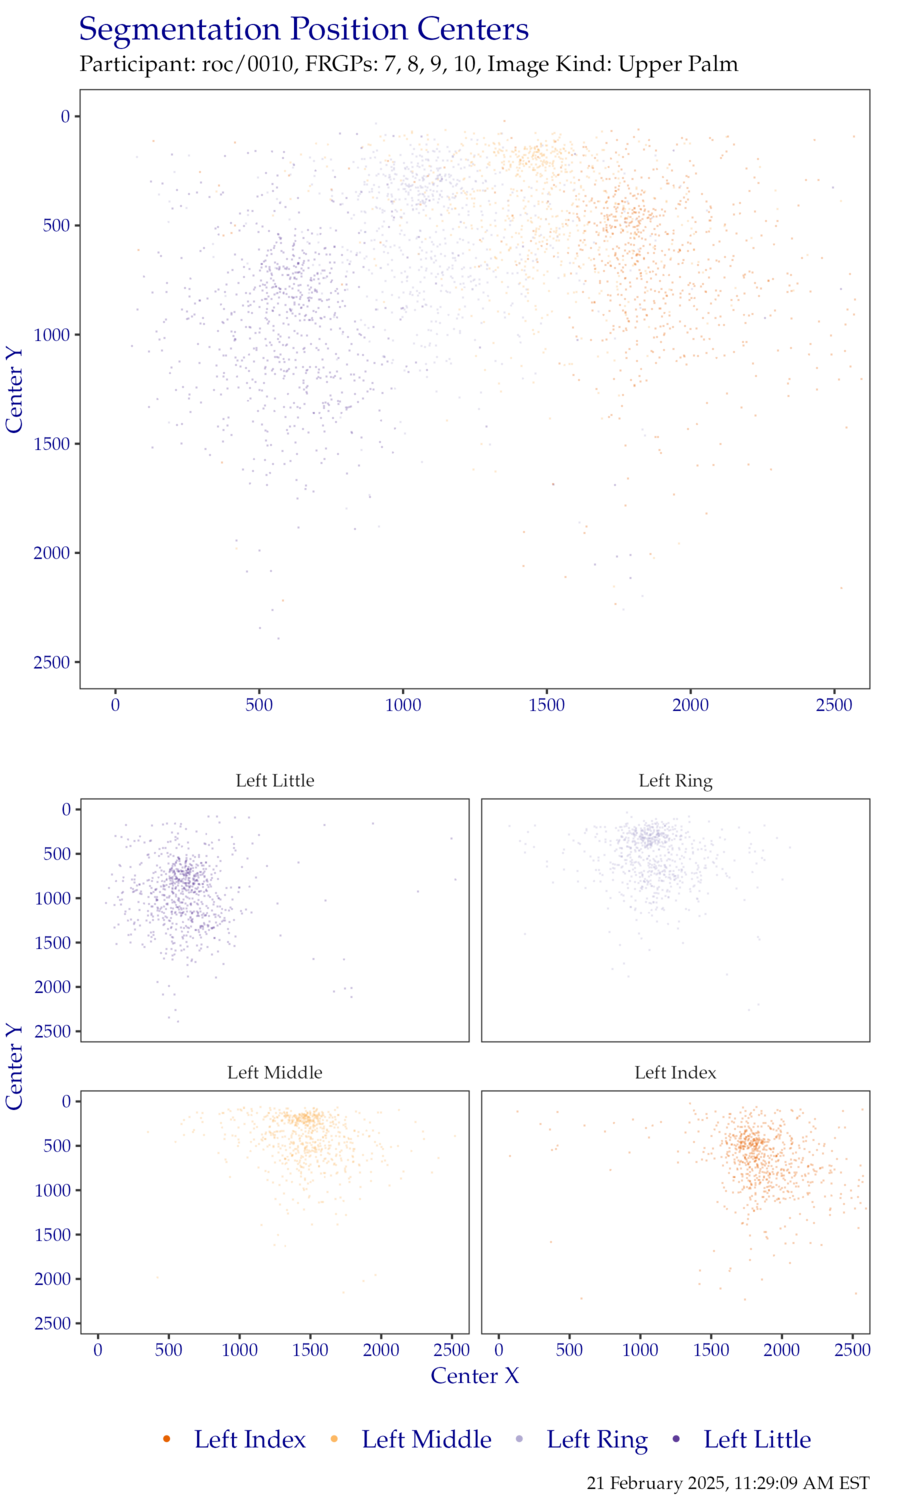 Segmentation Position Centers
Participant: roc/0010, FRGPs: 7, 8, 9, 10, Image Kind: Upper Palm
Center Y
0
500
1000
1500
2000
2500
0 500 1000 1500 2000 2500
Left Little Left Ring
0
500
1000
1500
2000
2500
Center Y
Left Middle Left Index
0
500
1000
1500
2000
2500
0 500 1000 1500 2000 2500 0 500 1000 1500 2000 2500
Center X
Left Index Left Middle Left Ring Left Little
21 February 2025, 11:29:09 AM EST